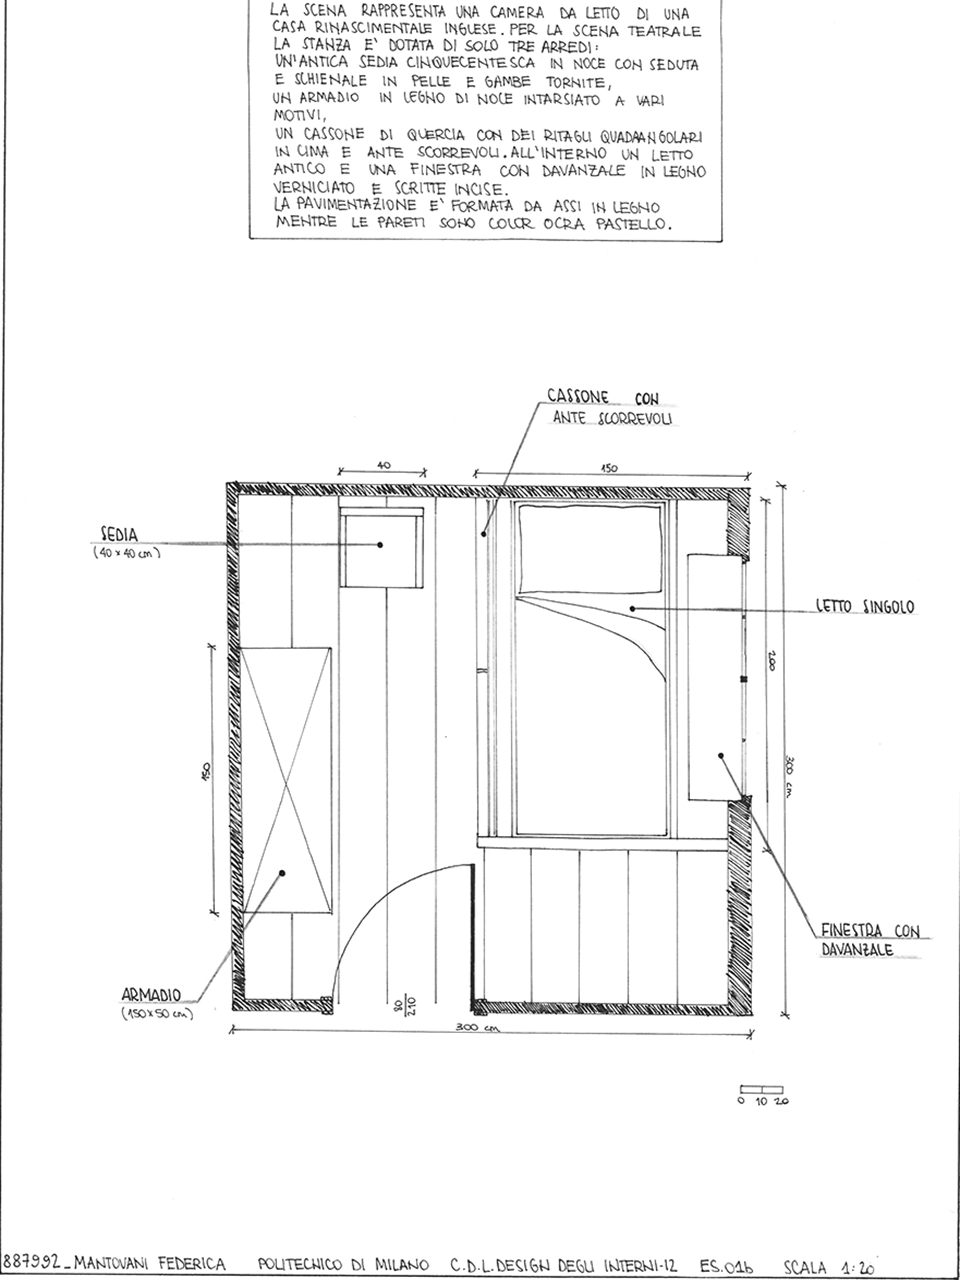 LA SCENA RAPPRESENTA UNA CAMERA DA LETTO DI UNA
CASA RINASCIMENTALE INGLESE. PER LA SCENA TEATRALE
LA STANZA E' DOTATA DI SOLO TRE ARREDI:
UN'ANTICA SEDIA CINQUECENTESCA IN NOCE CON SEDUTA
E SCHIENALE IN PELLE E GAMBE TORNITE,
UN ARMADIO IN LEGNO DI NOCE INTARSIATO A VARI
MOTIVI,
UN CASSONE DI QUERCIA CON DEI RITAGLI QUADRANGOLARI
IN CIMA E ANTE SCORREVOLI. ALL'INTERNO UN LETTO
ANTICO E UNA FINESTRA CON DAVANZALE IN LEGNO
VERNICIATO E SCRITTE INCISE.
LA PAVIMENTAZIONE E' FORMATA DA ASSI IN LEGNO
MENTRE LE PARETI SONO COLOR OCRA PASTELLO.
CASSONE CON
ANTE SCORREVOLI
40
150
SEDIA
(40 x 40 cm)
LETTO SINGOLO
200
300 cm
150
FINESTRA CON
DAVANZALE
ARMADIO
(150 x 50 cm)
80
210
300 cm
0 10 20
887992_MANTOVANI FEDERICA POLITECNICO DI MILANO C.D.L. DESIGN DEGLI INTERNI-I2 ES.01b SCALA 1:20